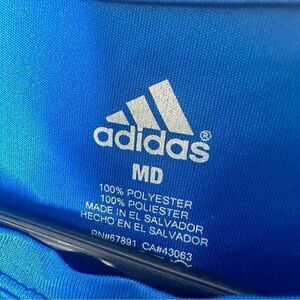 adidas®
MD
100% POLYESTER
100% POLIESTER
MADE IN EL SALVADOR
HECHO EN EL SALVADOR
RN#67891 CA#43063